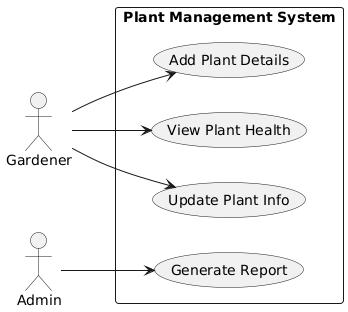 Plant Management System
Add Plant Details
View Plant Health
Gardener
Update Plant Info
Generate Report
Admin